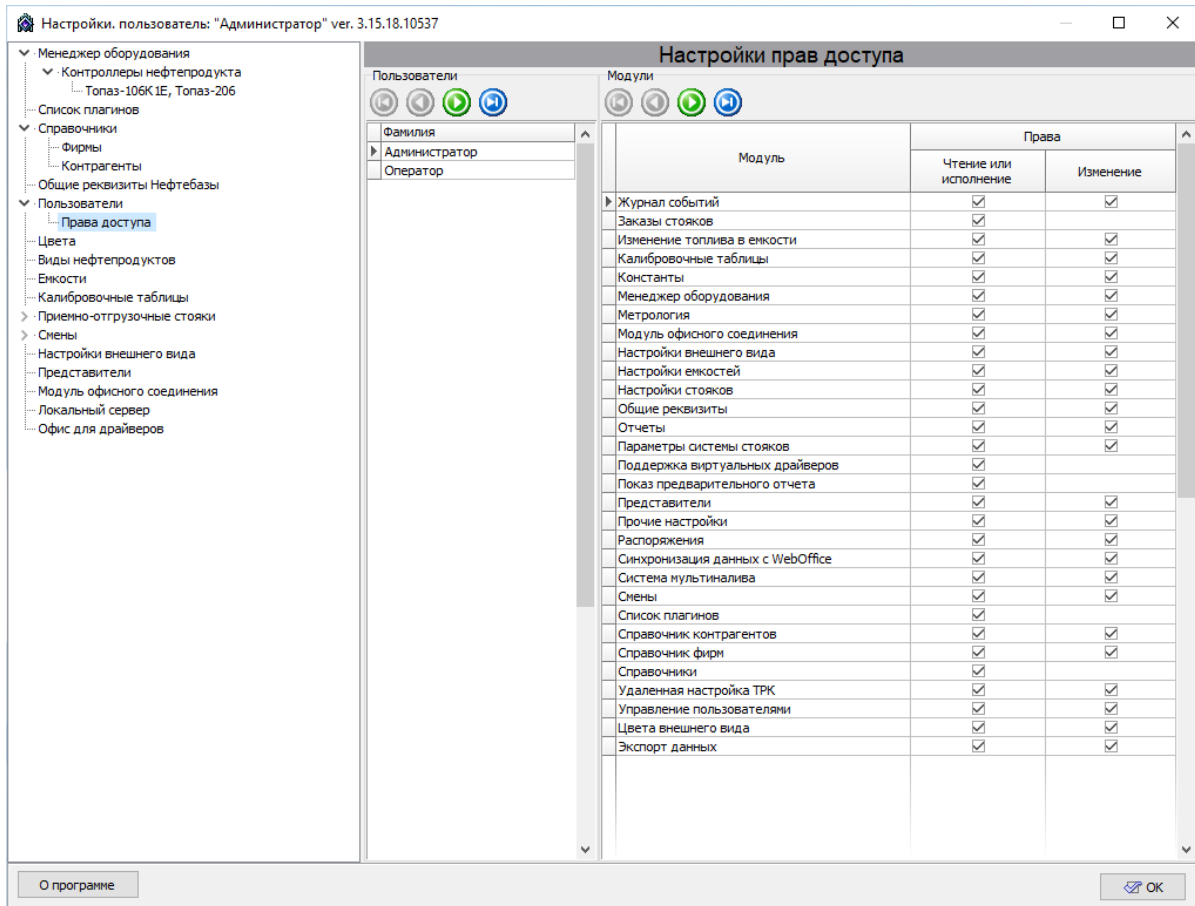 Настройки. пользователь: "Администратор" ver. 3.15.18.10537
Менеджер оборудования
Контроллеры нефтепродукта
Топаз-106К1Е, Топаз-206
Список плагинов
Справочники
Фирмы
Контрагенты
Общие реквизиты Нефтебазы
Пользователи
Права доступа
Цвета
Виды нефтепродуктов
Емкости
Калибровочные таблицы
Приемно-отгрузочные стояки
Смены
Настройки внешнего вида
Представители
Модуль офисного соединения
Локальный сервер
Офис для драйверов
Настройки прав доступа
Пользователи
Фамилия
Администратор
Оператор
Модули
Модуль
Права
Чтение или
исполнение
Изменение
Журнал событий
Заказы стояков
Изменение топлива в емкости
Калибровочные таблицы
Константы
Менеджер оборудования
Метрология
Модуль офисного соединения
Настройки внешнего вида
Настройки емкостей
Настройки стояков
Общие реквизиты
Отчеты
Параметры системы стояков
Поддержка виртуальных драйверов
Показ предварительного отчета
Представители
Прочие настройки
Распоряжения
Синхронизация данных с WebOffice
Система мультиналива
Смены
Список плагинов
Справочник контрагентов
Справочник фирм
Справочники
Удаленная настройка ТРК
Управление пользователями
Цвета внешнего вида
Экспорт данных
О программе
OK